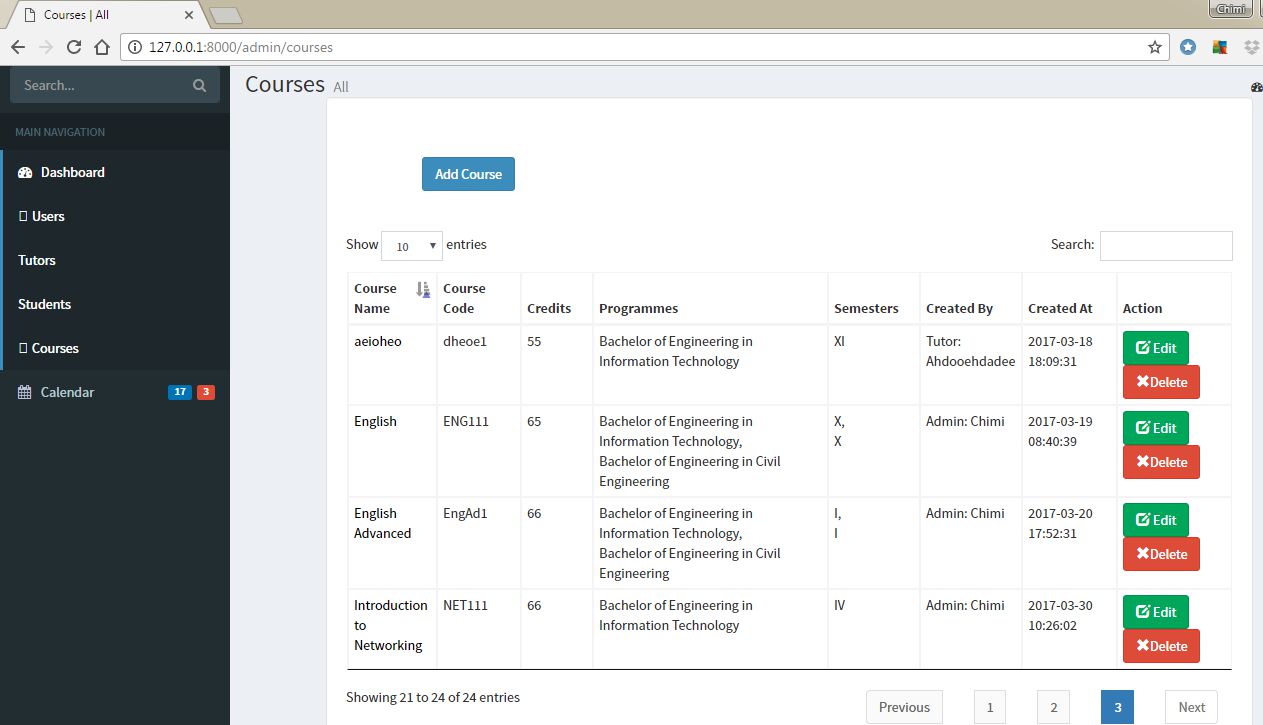 Courses | All
Chimi
127.0.0.1:8000/admin/courses
Search...
Courses All
MAIN NAVIGATION
Dashboard
Users
Tutors
Students
Courses
Calendar 17 3
Add Course
Show 10 entries
Search:
Course Name
Course Code
Credits
Programmes
Semesters
Created By
Created At
Action
aeioheo
dheoe1
55
Bachelor of Engineering in
Information Technology
XI
Tutor:
Ahdooehdadee
2017-03-18
18:09:31
Edit
Delete
English
ENG111
65
Bachelor of Engineering in
Information Technology,
Bachelor of Engineering in Civil
Engineering
X,
X
Admin: Chimi
2017-03-19
08:40:39
Edit
Delete
English
Advanced
EngAd1
66
Bachelor of Engineering in
Information Technology,
Bachelor of Engineering in Civil
Engineering
I,
I
Admin: Chimi
2017-03-20
17:52:31
Edit
Delete
Introduction
to
Networking
NET111
66
Bachelor of Engineering in
Information Technology
IV
Admin: Chimi
2017-03-30
10:26:02
Edit
Delete
Showing 21 to 24 of 24 entries
Previous 1 2 3 Next